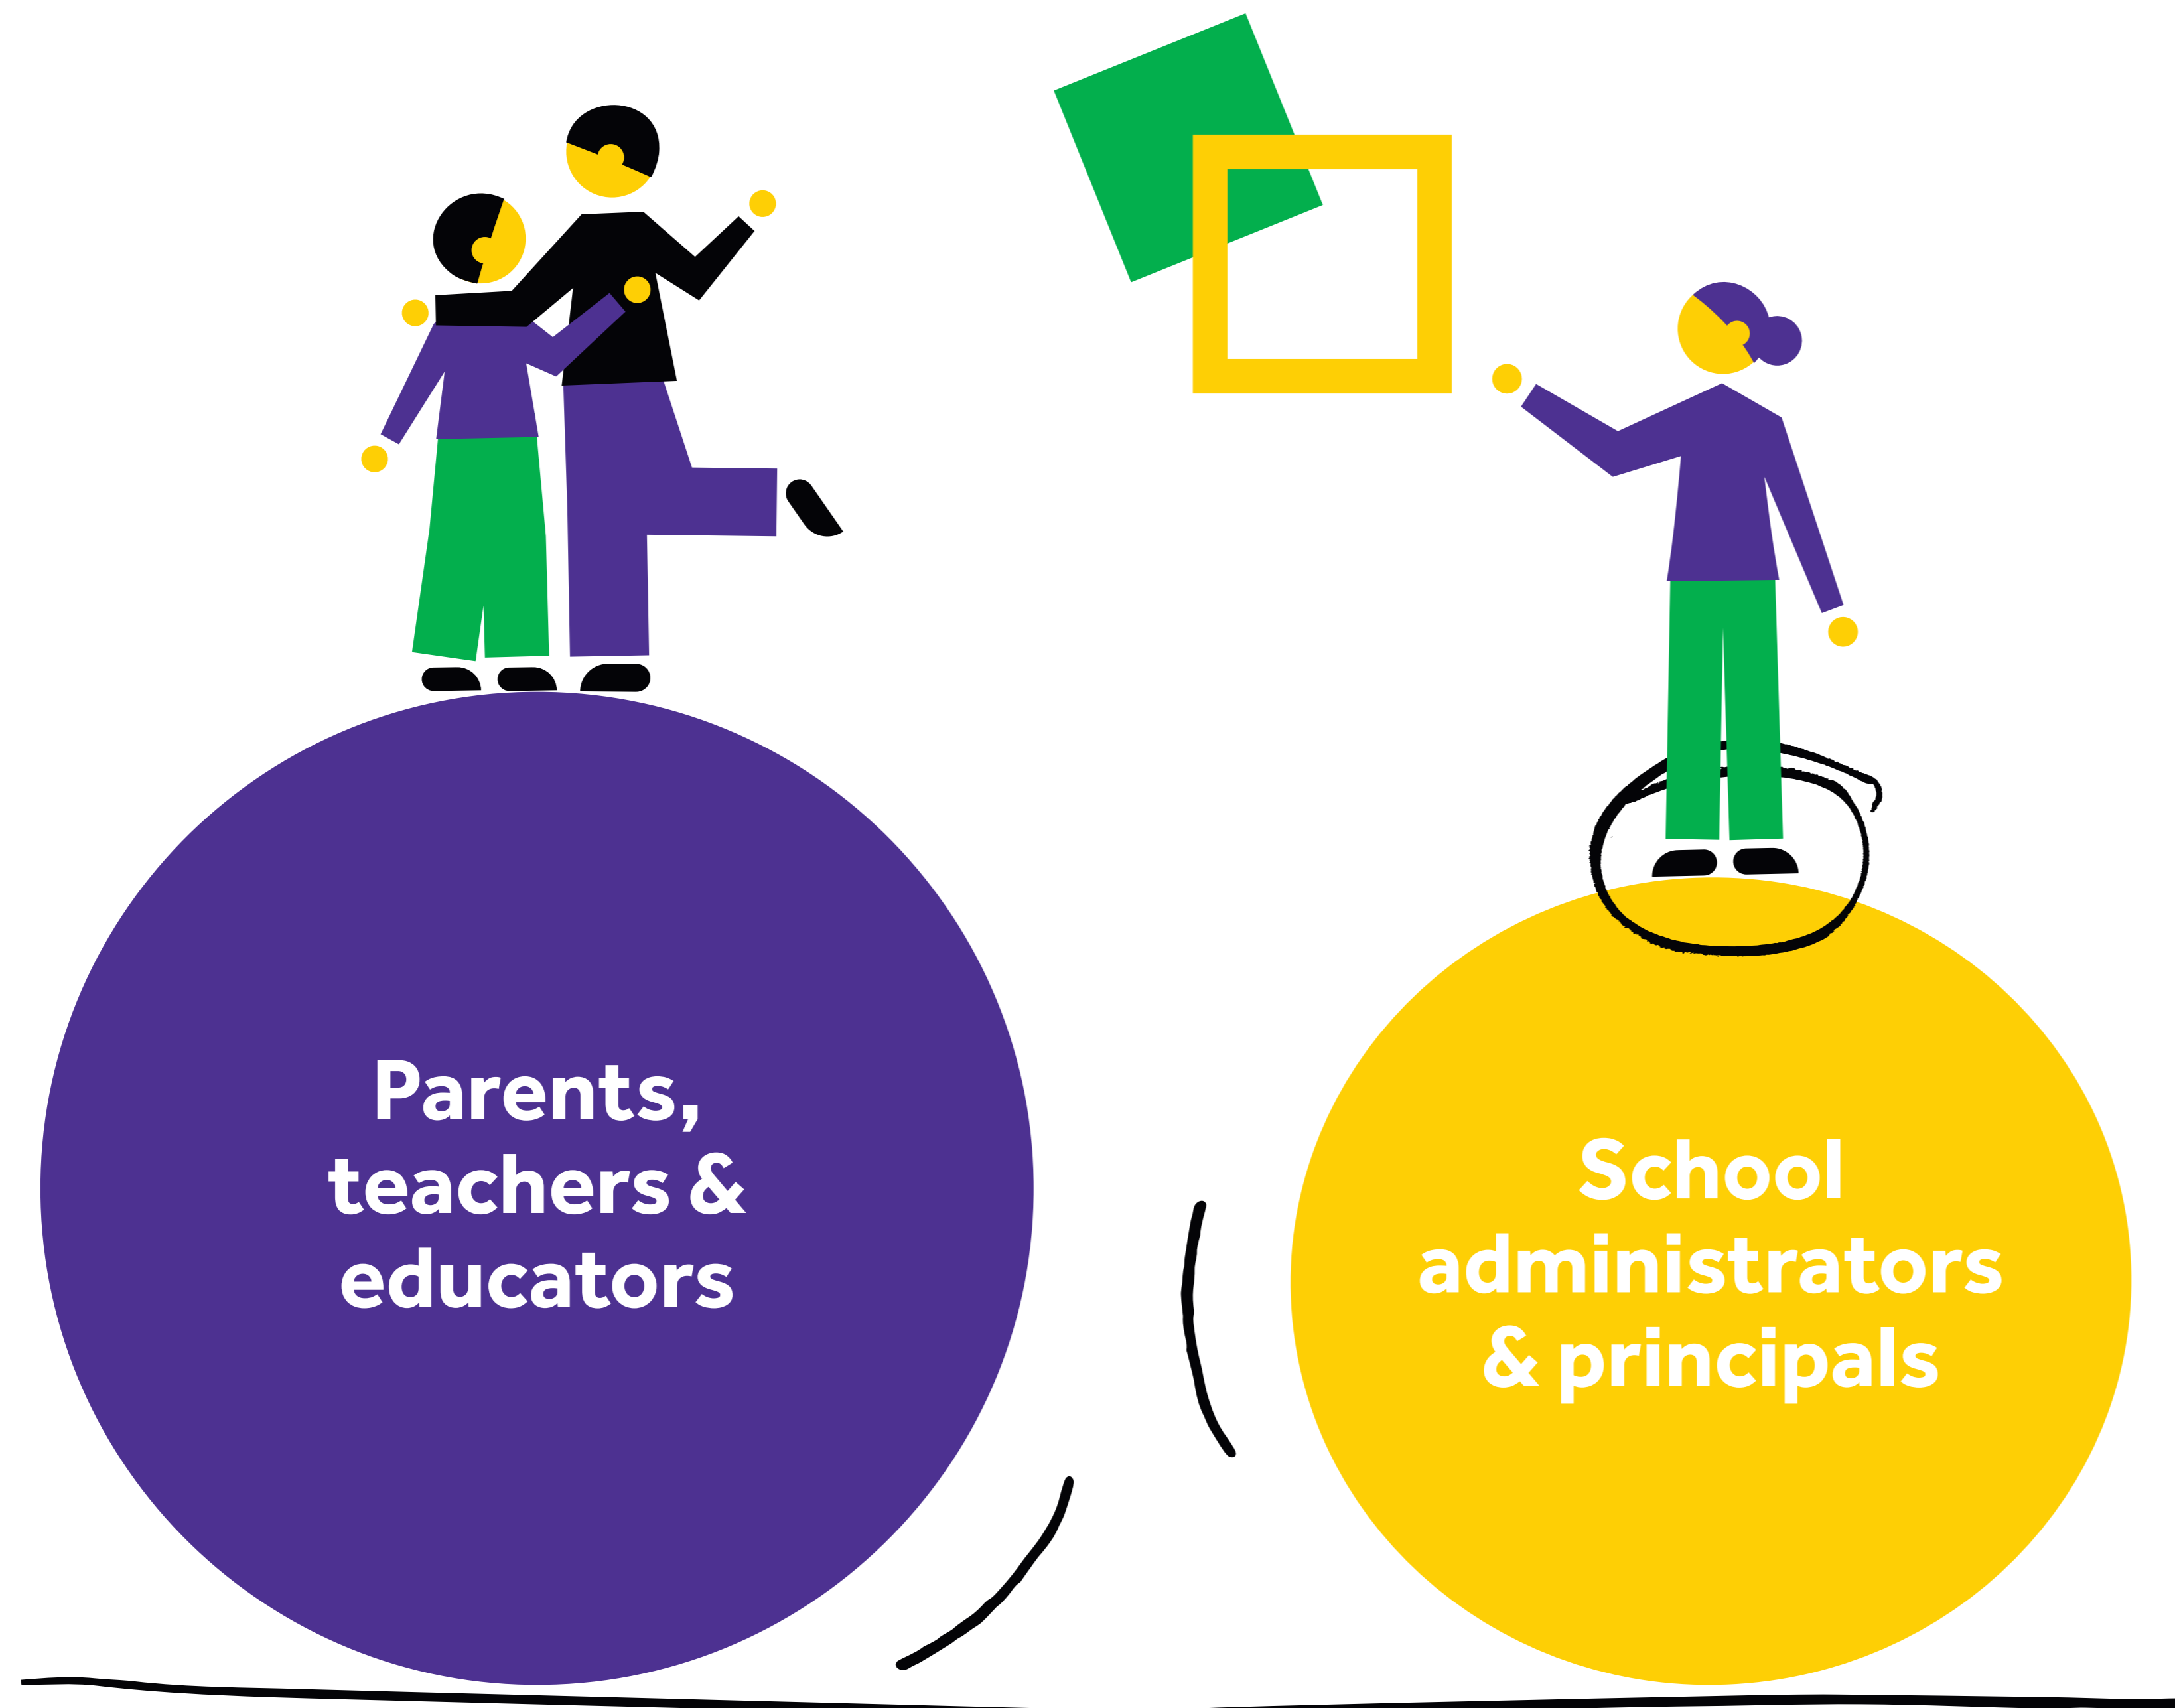 Parents,
teachers &
educators
School
administrators
& principals